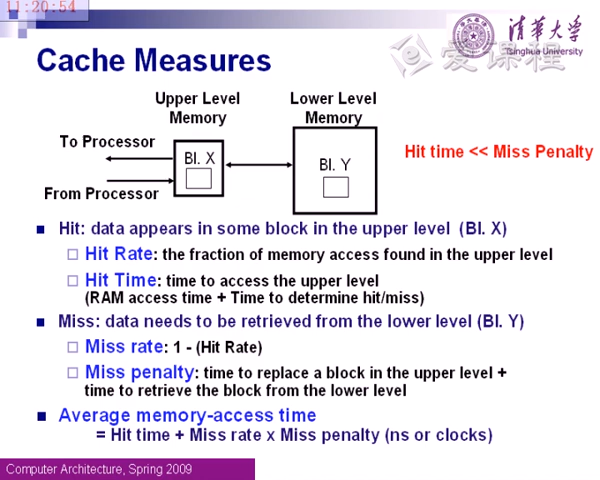 11:20:54
清华大学
Tsinghua University
爱课程
Cache Measures
Upper Level
Memory
Lower Level
Memory
To Processor
Bl. X
Bl. Y
From Processor
Hit time << Miss Penalty
Hit: data appears in some block in the upper level (Bl. X)
Hit Rate: the fraction of memory access found in the upper level
Hit Time: time to access the upper level
(RAM access time + Time to determine hit/miss)
Miss: data needs to be retrieved from the lower level (Bl. Y)
Miss rate: 1 - (Hit Rate)
Miss penalty: time to replace a block in the upper level +
time to retrieve the block from the lower level
Average memory-access time
= Hit time + Miss rate x Miss penalty (ns or clocks)
Computer Architecture, Spring 2009